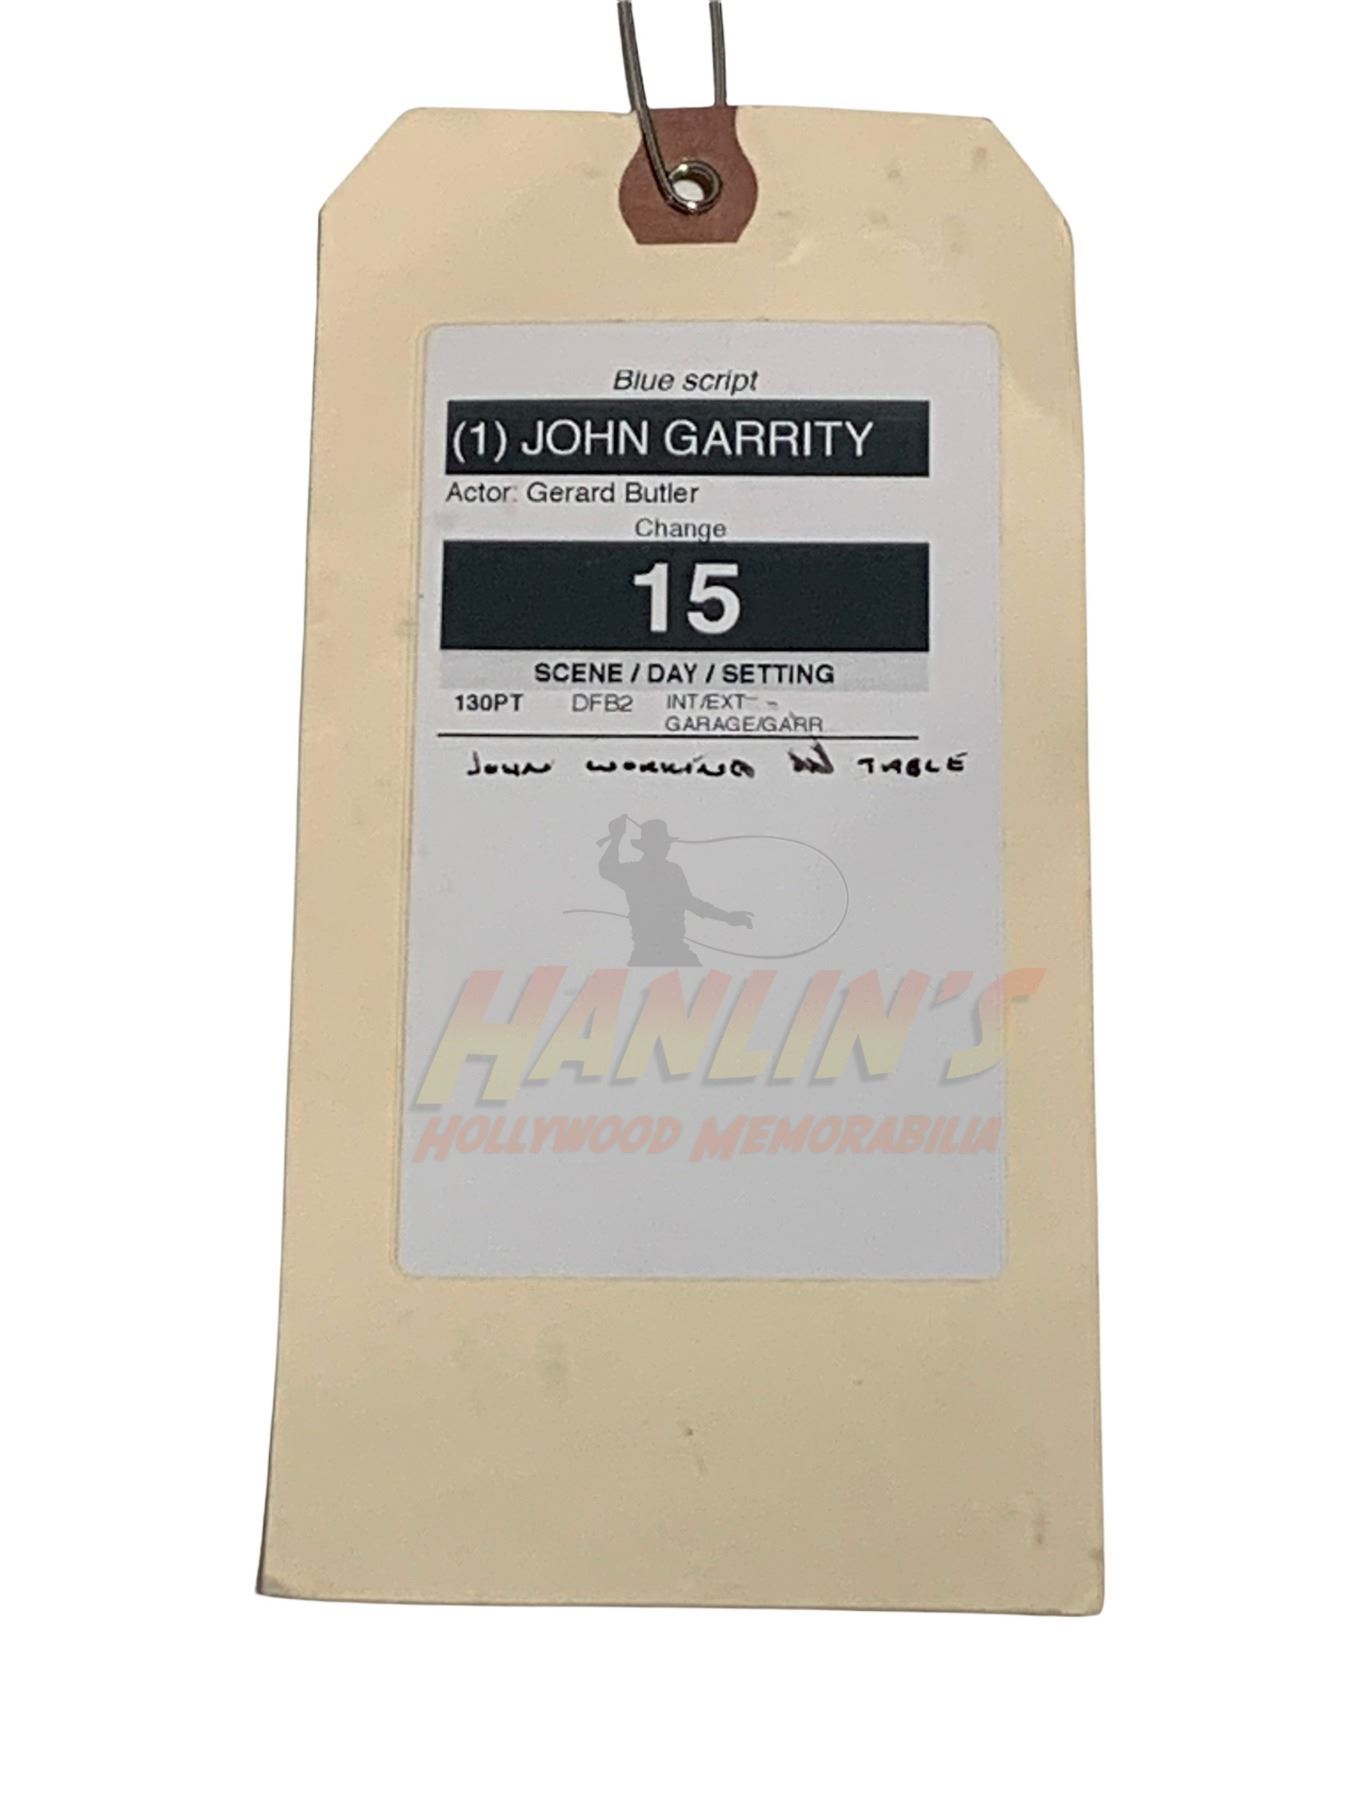 Blue script
(1) JOHN GARRITY
Actor: Gerard Butler
Change
15
SCENE / DAY / SETTING
130PT DFB2 INT/EXT - -
GARAGE/GARR
JOHN WORKING TABLE
HANLIN'S
HOLLYWOOD MEMORABILIA